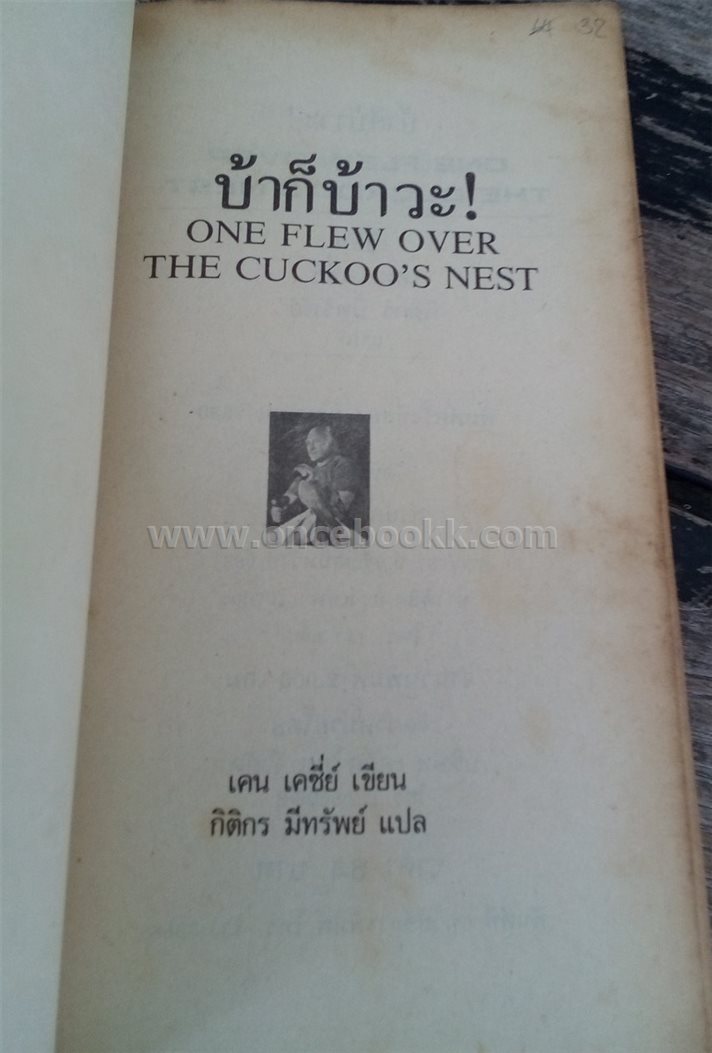 32
บ้าก็บ้าวะ!
ONE FLEW OVER
THE CUCKOO'S NEST
www.oncebookk.com
เคน เคซี่ย์ เขียน
กิติกร มีทรัพย์ แปล